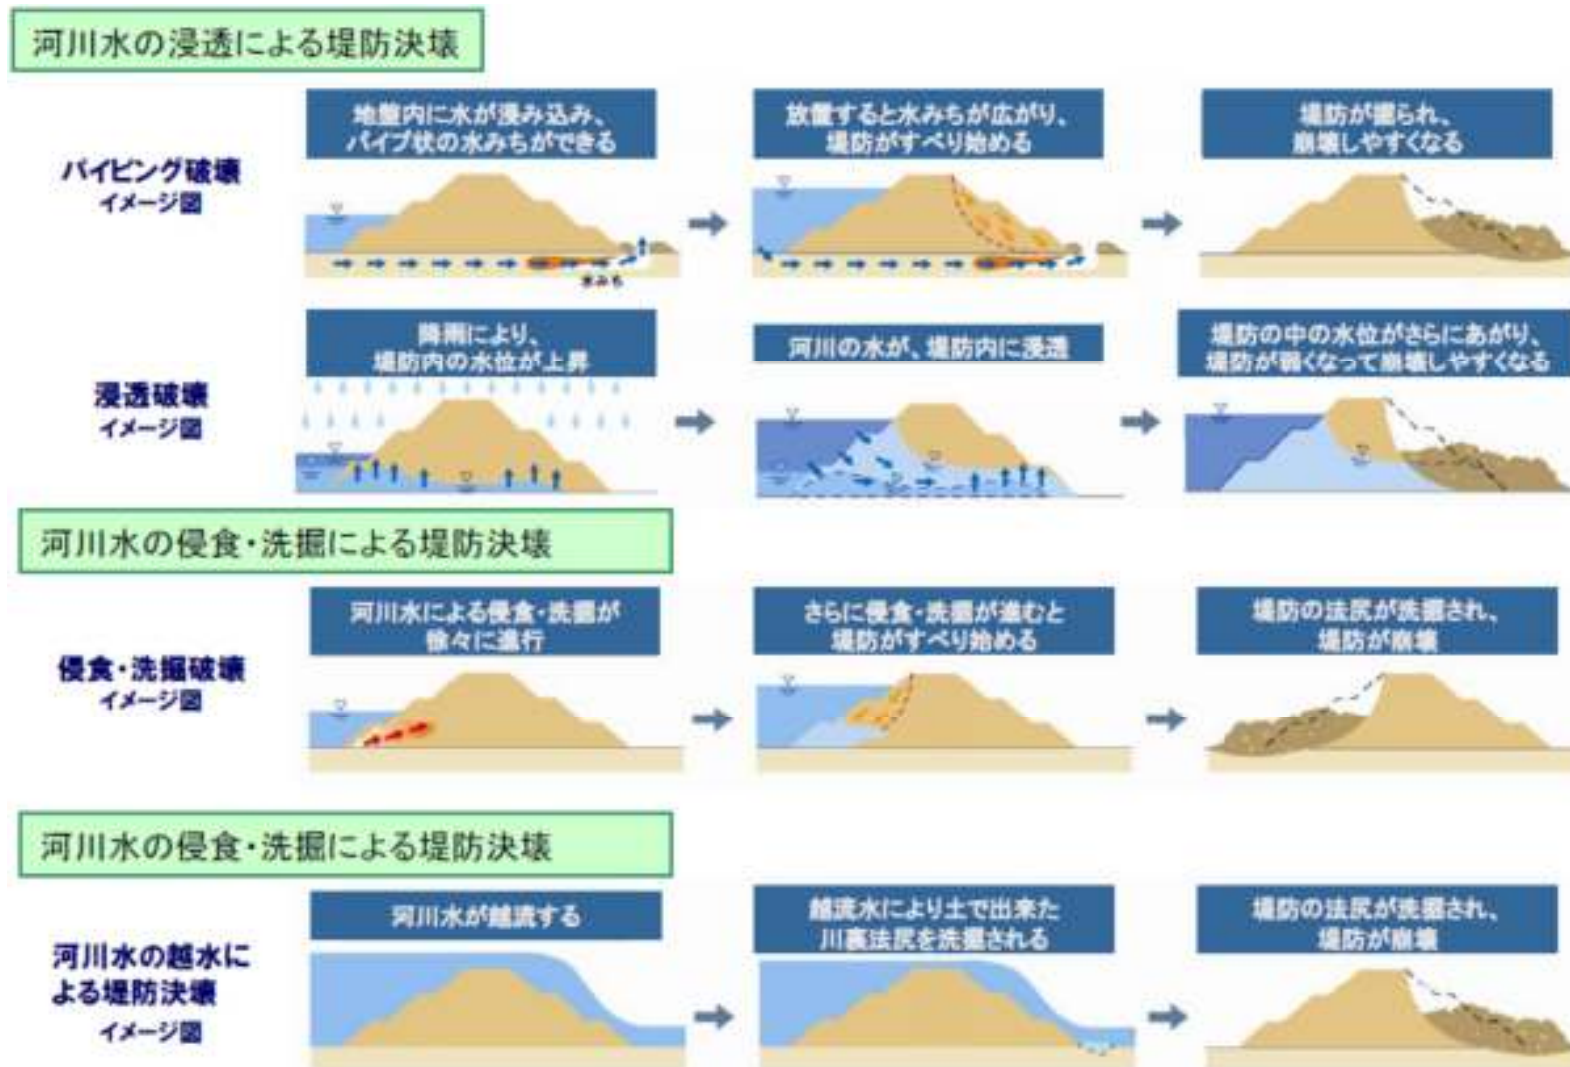 河川水の浸透による堤防決壊
パイピング破壊
イメージ図
地盤内に水が浸み込み、
パイプ状の水みちができる
放置すると水みちが広がり、
堤防がすべり始める
堤防が掘られ、
崩壊しやすくなる
水みち
浸透破壊
イメージ図
降雨により、
堤防内の水位が上昇
河川の水が、堤防内に浸透
堤防の中の水位がさらにあがり、
堤防が弱くなって崩壊しやすくなる
河川水の侵食・洗掘による堤防決壊
侵食・洗掘破壊
イメージ図
河川水による侵食・洗掘が
徐々に進行
さらに侵食・洗掘が進むと
堤防がすべり始める
堤防の法尻が洗掘され、
堤防が崩壊
河川水の侵食・洗掘による堤防決壊
河川水の越水に
よる堤防決壊
イメージ図
河川水が越流する
越流水により土で出来た
川裏法尻を洗掘される
堤防の法尻が洗掘され、
堤防が崩壊